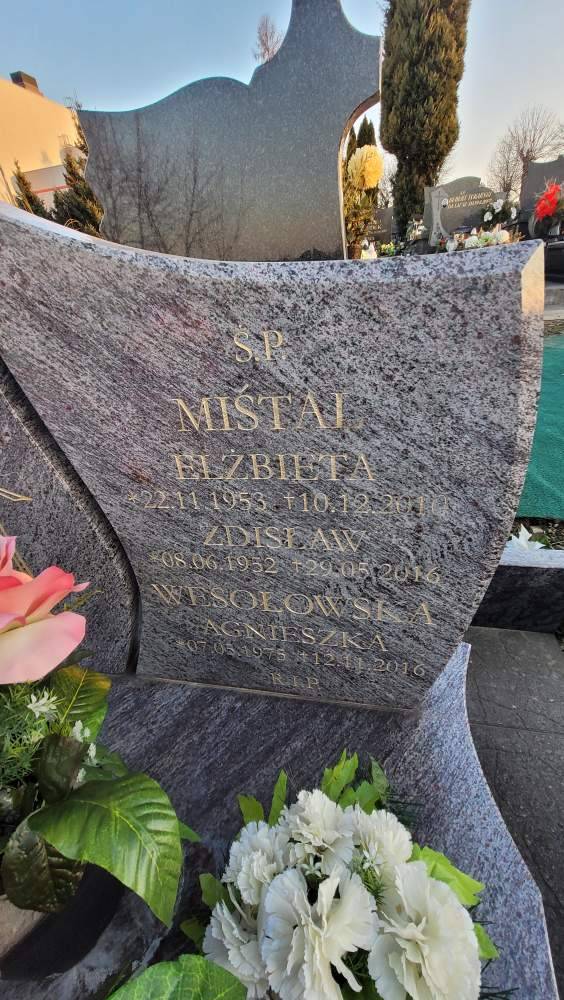 Ś.P.
MIŚTAL
ELŻBIETA
*22.11.1953 †10.12.2010
ZDISŁAW
*08.06.1952 †29.05.2016
WESOŁOWSKA
AGNIESZKA
*07.05.1975 †12.11.2016
R.I.P.